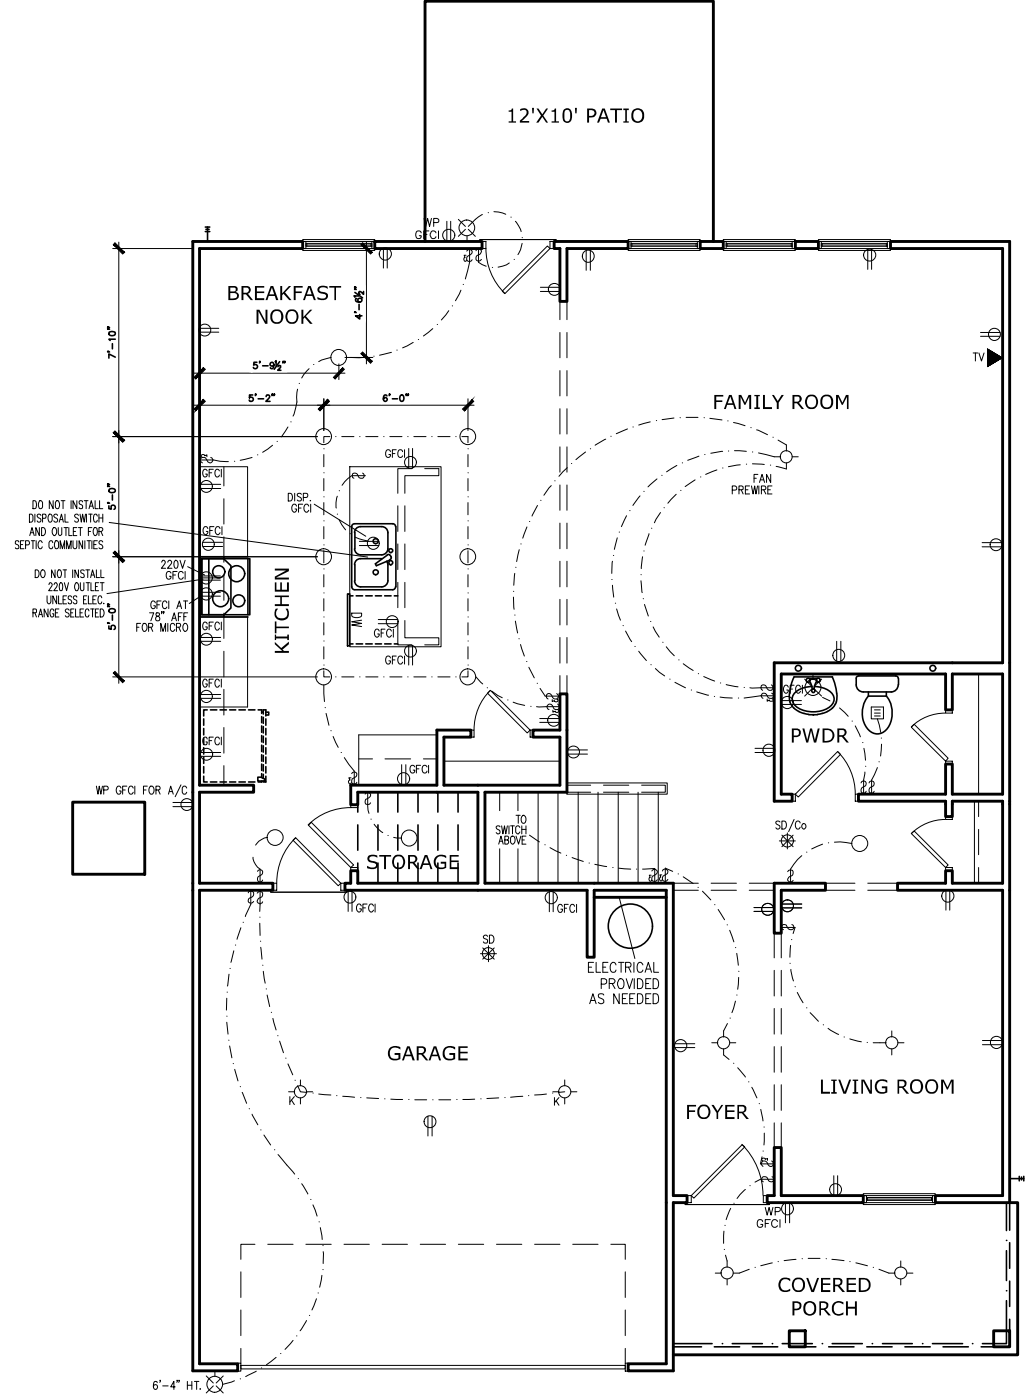 12'X10' PATIO
WP
GFCI
BREAKFAST
NOOK
4'-6½"
7'-10"
5'-9½"
5'-2"
6'-0"
TV
FAMILY ROOM
FAN
PREWIRE
GFCI
GFCI
DISP.
GFCI
5'-0"
DO NOT INSTALL
DISPOSAL SWITCH
AND OUTLET FOR
SEPTIC COMMUNITIES
GFCI
220V
GFCI
DO NOT INSTALL
220V OUTLET
UNLESS ELEC.
RANGE SELECTED
5'-0"
GFCI AT
78" AFF
FOR MICRO
KITCHEN
DW
GFCI
GFCI
GFCI
GFCI
GFCI
GFCI
PWDR
GFCI
GFCI
WP GFCI FOR A/C
TO
SWITCH
ABOVE
SD/Co
STORAGE
GFCI
GFCI
SD
ELECTRICAL
PROVIDED
AS NEEDED
GARAGE
K
K
LIVING ROOM
FOYER
WP
GFCI
COVERED
PORCH
6'-4" HT.